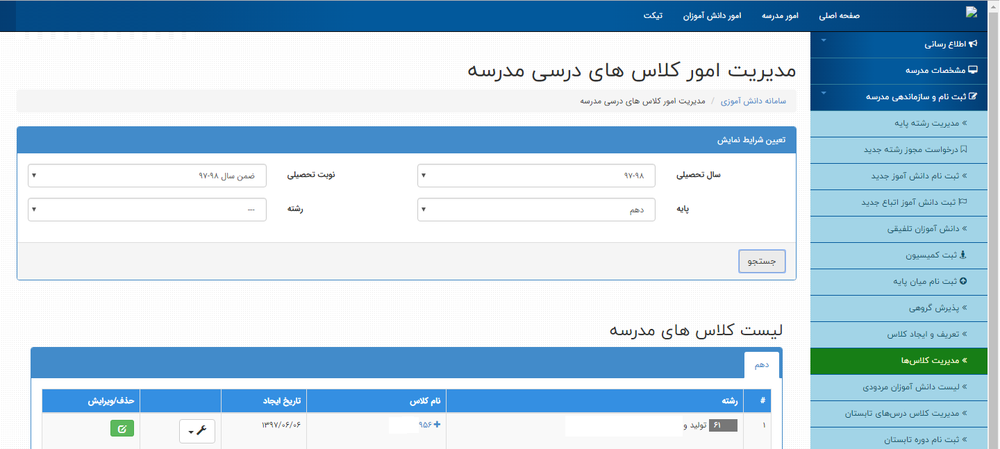 صفحه اصلی امور مدرسه امور دانش آموزان تیکت
اطلاع رسانی
مشخصات مدرسه
ثبت نام و سازماندهی مدرسه
» مدیریت رشته پایه
درخواست مجوز رشته جدید
» ثبت نام دانش آموز جدید
ثبت دانش آموز اتباع جدید
» دانش آموزان تلفیقی
ثبت کمیسیون
ثبت نام میان پایه
» پذیرش گروهی
» تعریف و ایجاد کلاس
» مدیریت کلاس‌ها
» لیست دانش آموزان مردودی
» مدیریت کلاس درس‌های تابستان
» ثبت نام دوره تابستان
مدیریت امور کلاس های درسی مدرسه
سامانه دانش آموزی / مدیریت امور کلاس های درسی مدرسه
تعیین شرایط نمایش
سال تحصیلی ۹۷-۹۸ نوبت تحصیلی ضمن سال ۹۸-۹۷
پایه دهم رشته ---
جستجو
لیست کلاس های مدرسه
دهم
# رشته نام کلاس تاریخ ایجاد حذف/ویرایش
۱ ۶۱ تولید و ۹۵۶ ۱۳۹۷/۰۶/۰۶